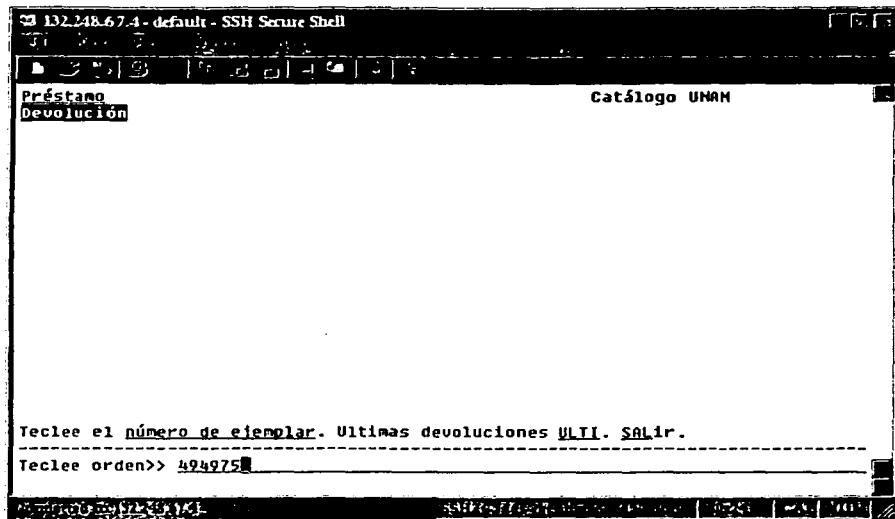 132.248.67.4 - default - SSH Secure Shell
Préstamo
Catálogo UNAM
Devolución
Teclee el número de ejemplar. Ultimas devoluciones ULTI. SALir.
Teclee orden>> 494975